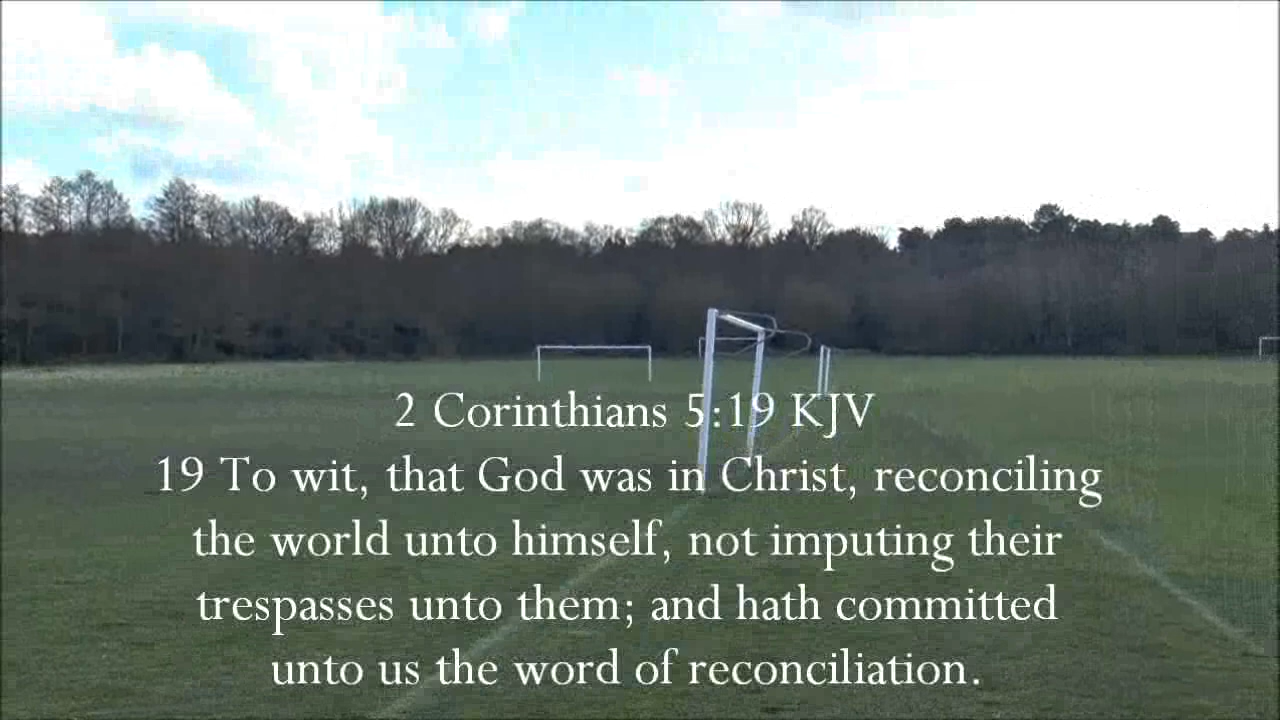 2 Corinthians 5:19 KJV
19 To wit, that God was in Christ, reconciling
the world unto himself, not imputing their
trespasses unto them; and hath committed
unto us the word of reconciliation.